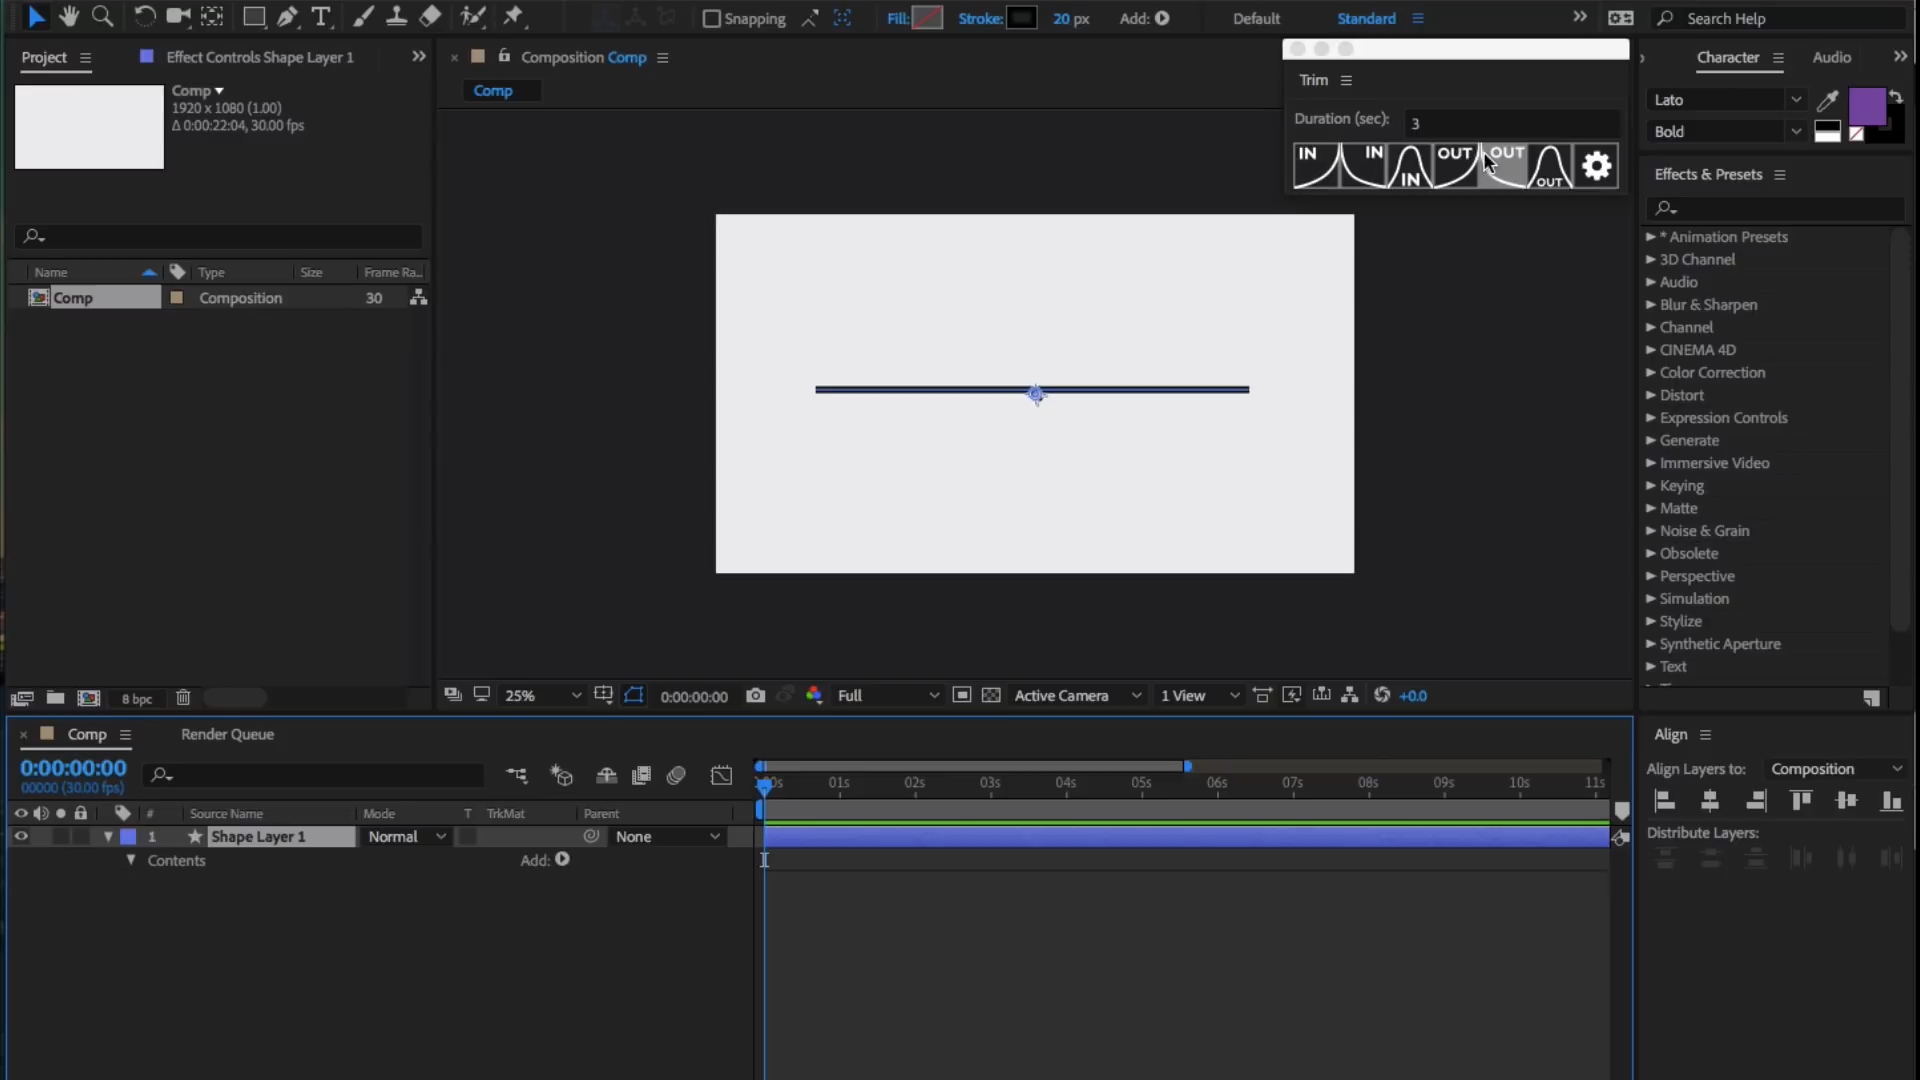 Snapping
Fill:
Stroke:
20 px
Add:
Default
Standard
Search Help
Project
Effect Controls Shape Layer 1
Composition Comp
Comp
Comp
1920 x 1080 (1.00)
Δ 0:00:22:04, 30.00 fps
Trim
Duration (sec):
3
IN
IN
IN
OUT
OUT
OUT
Character
Audio
Lato
Bold
Effects & Presets
* Animation Presets
3D Channel
Audio
Blur & Sharpen
Channel
CINEMA 4D
Color Correction
Distort
Expression Controls
Generate
Immersive Video
Keying
Matte
Noise & Grain
Obsolete
Perspective
Simulation
Stylize
Synthetic Aperture
Text
Name
Type
Size
Frame Ra...
Comp
Composition
30
8 bpc
25%
0:00:00:00
Full
Active Camera
1 View
+0.0
Comp
Render Queue
0:00:00:00
00000 (30.00 fps)
01s
02s
03s
04s
05s
06s
07s
08s
09s
10s
11s
#
Source Name
Mode
T
TrkMat
Parent
1
Shape Layer 1
Normal
None
Contents
Add:
Align
Align Layers to:
Composition
Distribute Layers: